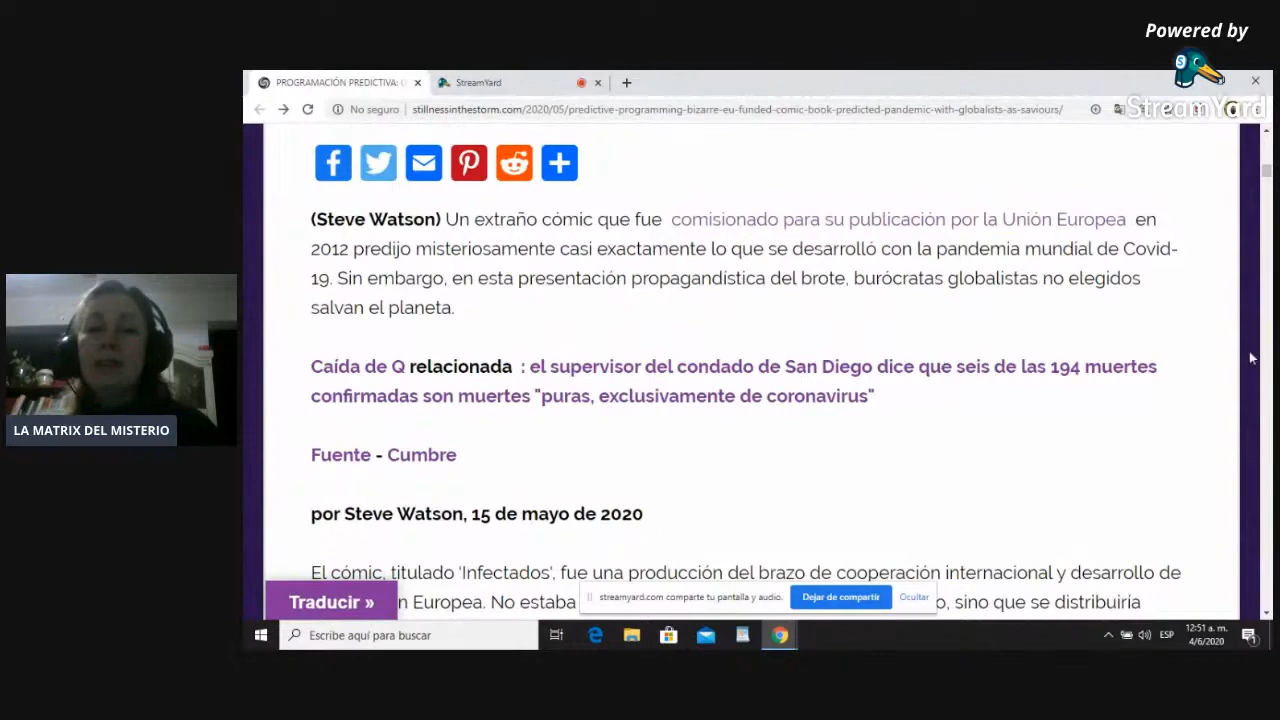 Powered by
StreamYard
PROGRAMACIÓN PREDICTIVA:
StreamYard
No seguro
stillnessinthestorm.com/2020/05/predictive-programming-bizarre-eu-funded-comic-book-predicted-pandemic-with-globalists-as-saviours/
(Steve Watson) Un extraño cómic que fue comisionado para su publicación por la Unión Europea en
2012 predijo misteriosamente casi exactamente lo que se desarrolló con la pandemia mundial de Covid-
19. Sin embargo, en esta presentación propagandística del brote, burócratas globalistas no elegidos
salvan el planeta.
Caída de Q relacionada : el supervisor del condado de San Diego dice que seis de las 194 muertes
confirmadas son muertes "puras, exclusivamente de coronavirus"
LA MATRIX DEL MISTERIO
Fuente - Cumbre
por Steve Watson, 15 de mayo de 2020
El cómic, titulado 'Infectados', fue una producción del brazo de cooperación internacional y desarrollo de
n Europea. No estaba
o, sino que se distribuiría
Traducir »
streamyard.com comparte tu pantalla y audio.
Dejar de compartir
Ocultar
Escribe aquí para buscar
ESP
12:51 a. m.
4/6/2020